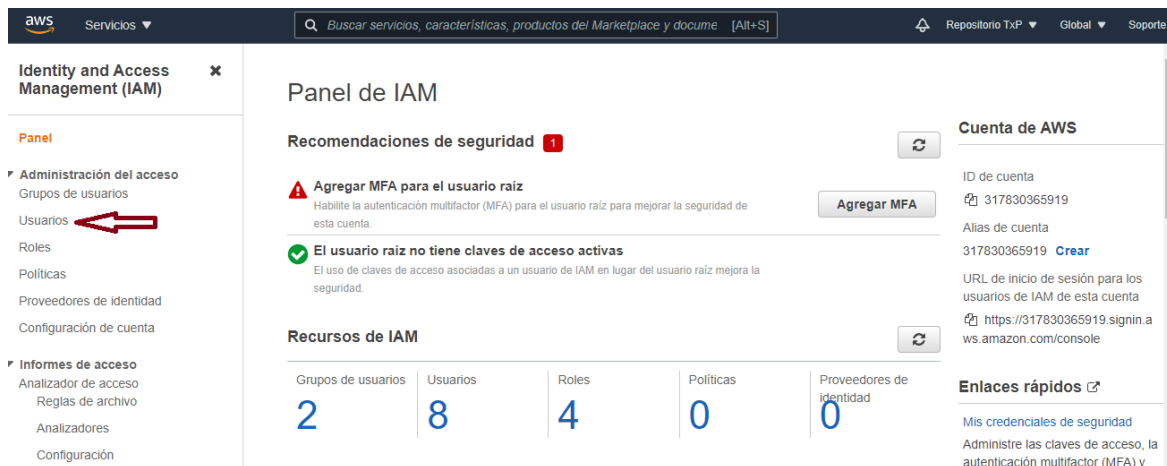 aws Servicios ▼ Buscar servicios, características, productos del Marketplace y docume [Alt+S] Repositorio TxP ▼ Global ▼ Soporte
Identity and Access
Management (IAM)
Panel
Administración del acceso
Grupos de usuarios
Usuarios
Roles
Políticas
Proveedores de identidad
Configuración de cuenta
Informes de acceso
Analizador de acceso
Reglas de archivo
Analizadores
Configuración
Panel de IAM
Recomendaciones de seguridad 1
Agregar MFA para el usuario raíz
Habilite la autenticación multifactor (MFA) para el usuario raíz para mejorar la seguridad de
esta cuenta.
Agregar MFA
El usuario raíz no tiene claves de acceso activas
El uso de claves de acceso asociadas a un usuario de IAM en lugar del usuario raíz mejora la
seguridad.
Recursos de IAM
Grupos de usuarios
2
Usuarios
8
Roles
4
Políticas
0
Proveedores de
identidad
0
Cuenta de AWS
ID de cuenta
317830365919
Alias de cuenta
317830365919 Crear
URL de inicio de sesión para los
usuarios de IAM de esta cuenta
https://317830365919.signin.a
ws.amazon.com/console
Enlaces rápidos
Mis credenciales de seguridad
Administre las claves de acceso, la
autenticación multifactor (MFA) y